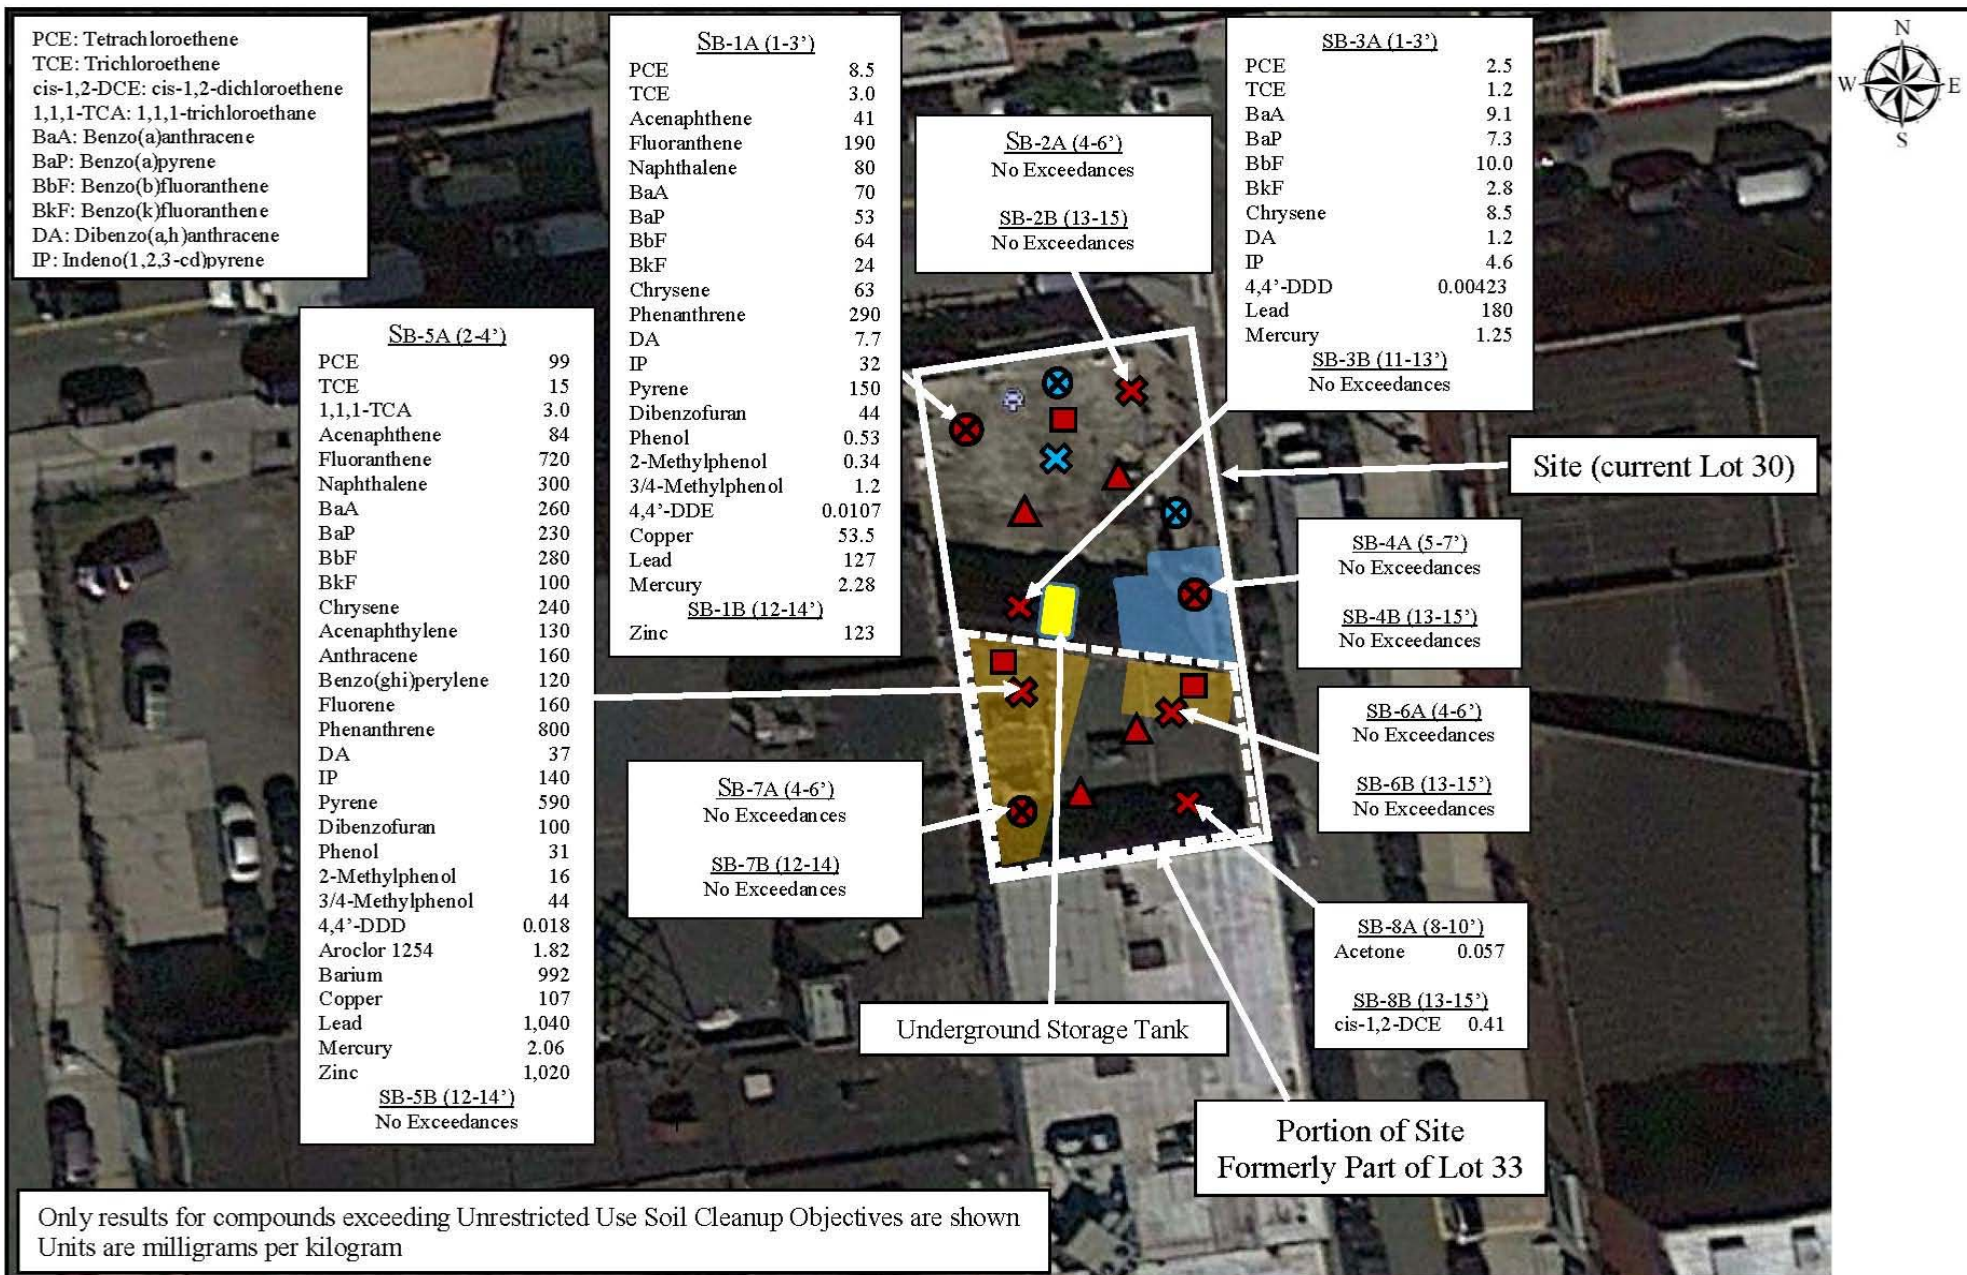 PCE: Tetrachloroethene
TCE: Trichloroethene
cis-1,2-DCE: cis-1,2-dichloroethene
1,1,1-TCA: 1,1,1-trichloroethane
BaA: Benzo(a)anthracene
BaP: Benzo(a)pyrene
BbF: Benzo(b)fluoranthene
BkF: Benzo(k)fluoranthene
DA: Dibenzo(a,h)anthracene
IP: Indeno(1,2,3-cd)pyrene
SB-5A (2-4’)
PCE 99
TCE 15
1,1,1-TCA 3.0
Acenaphthene 84
Fluoranthene 720
Naphthalene 300
BaA 260
BaP 230
BbF 280
BkF 100
Chrysene 240
Acenaphthylene 130
Anthracene 160
Benzo(ghi)perylene 120
Fluorene 160
Phenanthrene 800
DA 37
IP 140
Pyrene 590
Dibenzofuran 100
Phenol 31
2-Methylphenol 16
3/4-Methylphenol 44
4,4’-DDD 0.018
Aroclor 1254 1.82
Barium 992
Copper 107
Lead 1,040
Mercury 2.06
Zinc 1,020
SB-5B (12-14’)
No Exceedances
SB-1A (1-3’)
PCE 8.5
TCE 3.0
Acenaphthene 41
Fluoranthene 190
Naphthalene 80
BaA 70
BaP 53
BbF 64
BkF 24
Chrysene 63
Phenanthrene 290
DA 7.7
IP 32
Pyrene 150
Dibenzofuran 44
Phenol 0.53
2-Methylphenol 0.34
3/4-Methylphenol 1.2
4,4’-DDE 0.0107
Copper 53.5
Lead 127
Mercury 2.28
SB-1B (12-14’)
Zinc 123
SB-2A (4-6’)
No Exceedances
SB-2B (13-15)
No Exceedances
SB-3A (1-3’)
PCE 2.5
TCE 1.2
BaA 9.1
BaP 7.3
BbF 10.0
BkF 2.8
Chrysene 8.5
DA 1.2
IP 4.6
4,4’-DDD 0.00423
Lead 180
Mercury 1.25
SB-3B (11-13’)
No Exceedances
N
W E
S
Site (current Lot 30)
SB-4A (5-7’)
No Exceedances
SB-4B (13-15’)
No Exceedances
SB-6A (4-6’)
No Exceedances
SB-6B (13-15’)
No Exceedances
SB-7A (4-6’)
No Exceedances
SB-7B (12-14)
No Exceedances
SB-8A (8-10’)
Acetone 0.057
SB-8B (13-15’)
cis-1,2-DCE 0.41
Underground Storage Tank
Portion of Site
Formerly Part of Lot 33
Only results for compounds exceeding Unrestricted Use Soil Cleanup Objectives are shown
Units are milligrams per kilogram